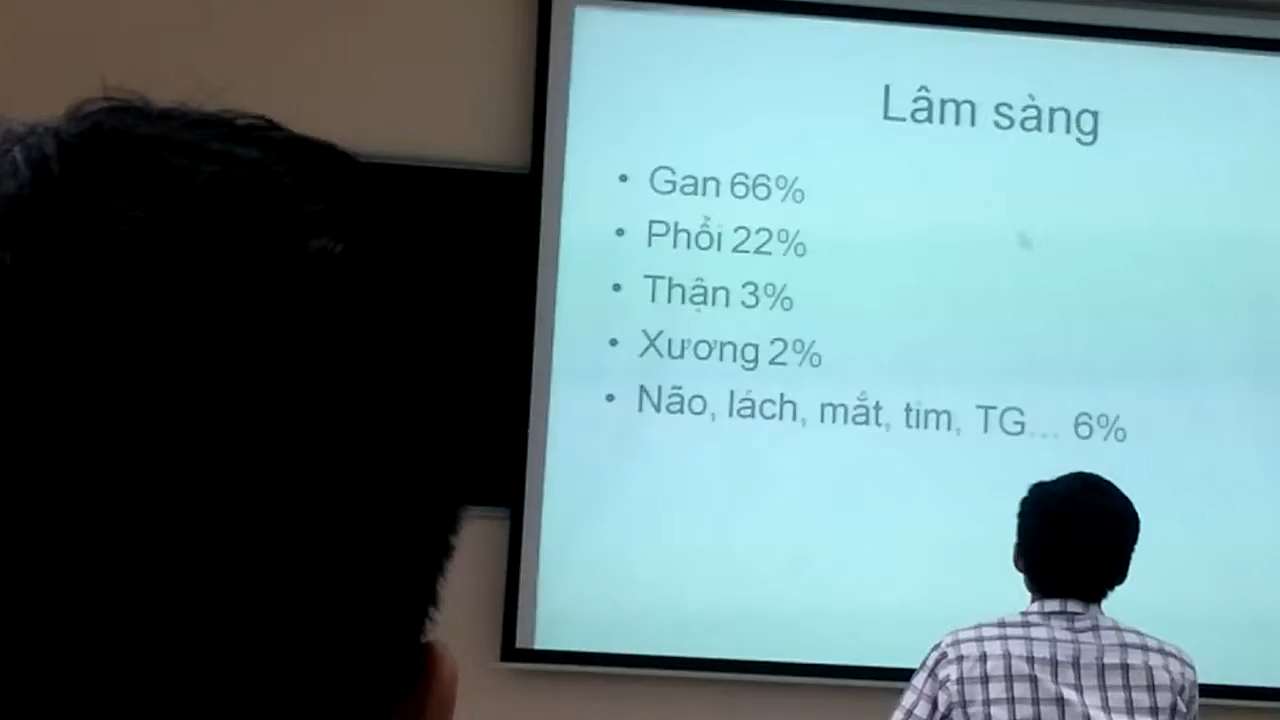 Lâm sàng
• Gan 66%
• Phổi 22%
• Thận 3%
• Xương 2%
• Não, lách, mắt, tim, TG... 6%